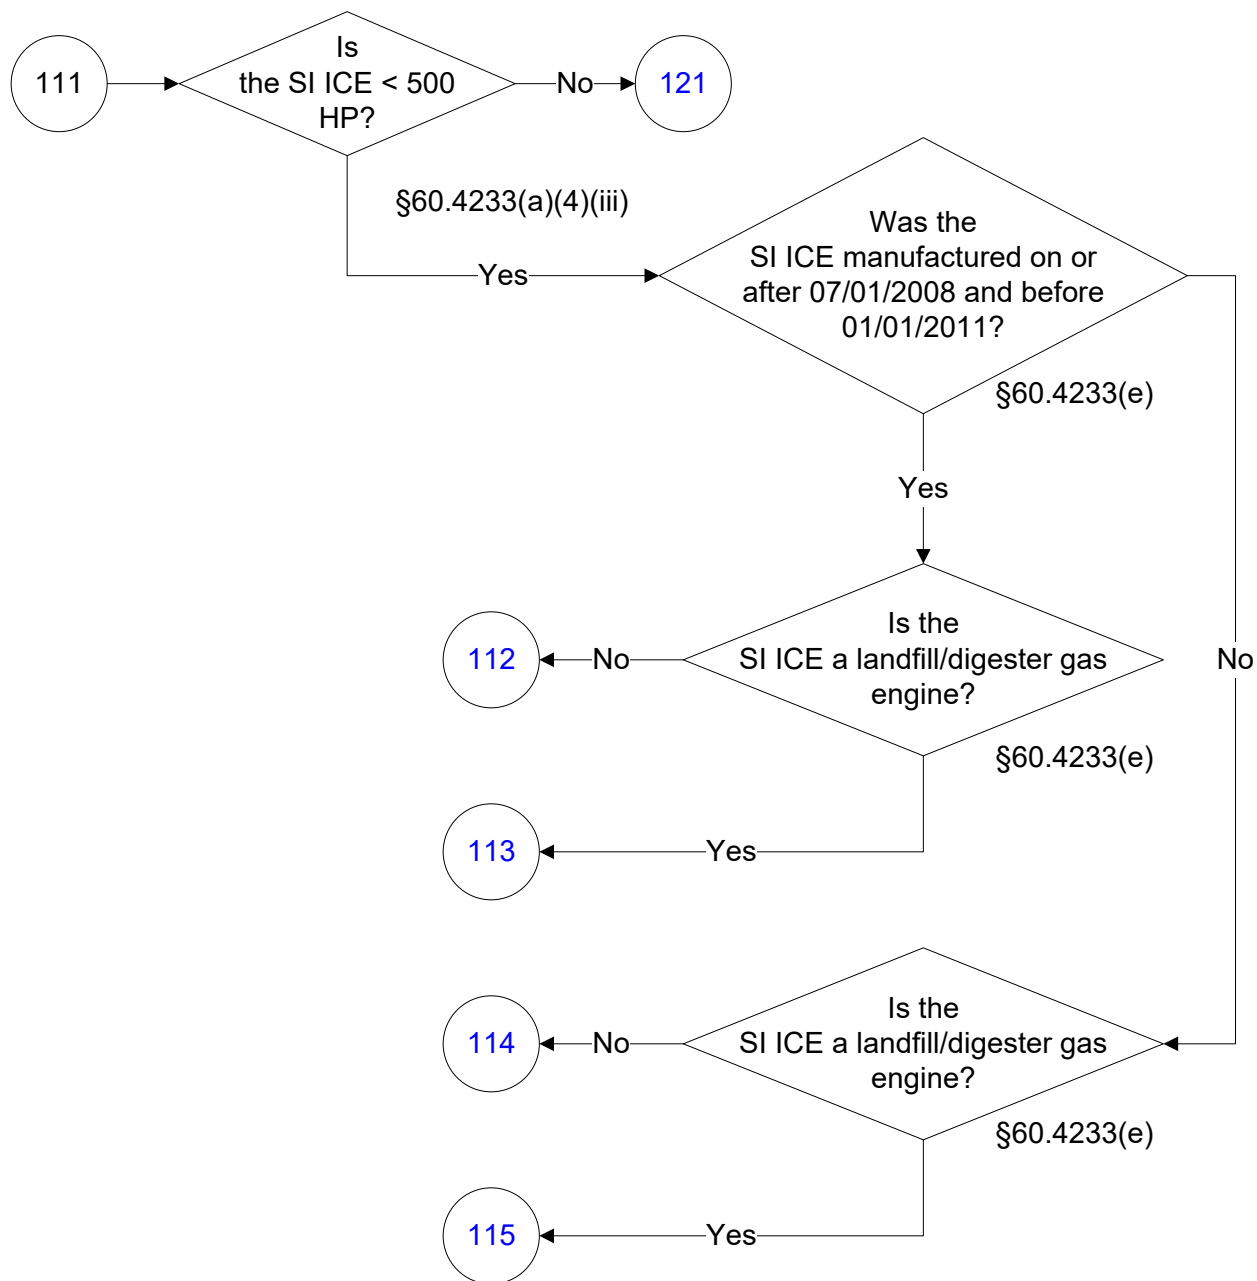 111
Is
the SI ICE < 500
HP?
No
121
§60.4233(a)(4)(iii)
Yes
Was the
SI ICE manufactured on or
after 07/01/2008 and before
01/01/2011?
§60.4233(e)
Yes
Is the
SI ICE a landfill/digester gas
engine?
112
No
No
§60.4233(e)
113
Yes
Is the
SI ICE a landfill/digester gas
engine?
114
No
§60.4233(e)
115
Yes